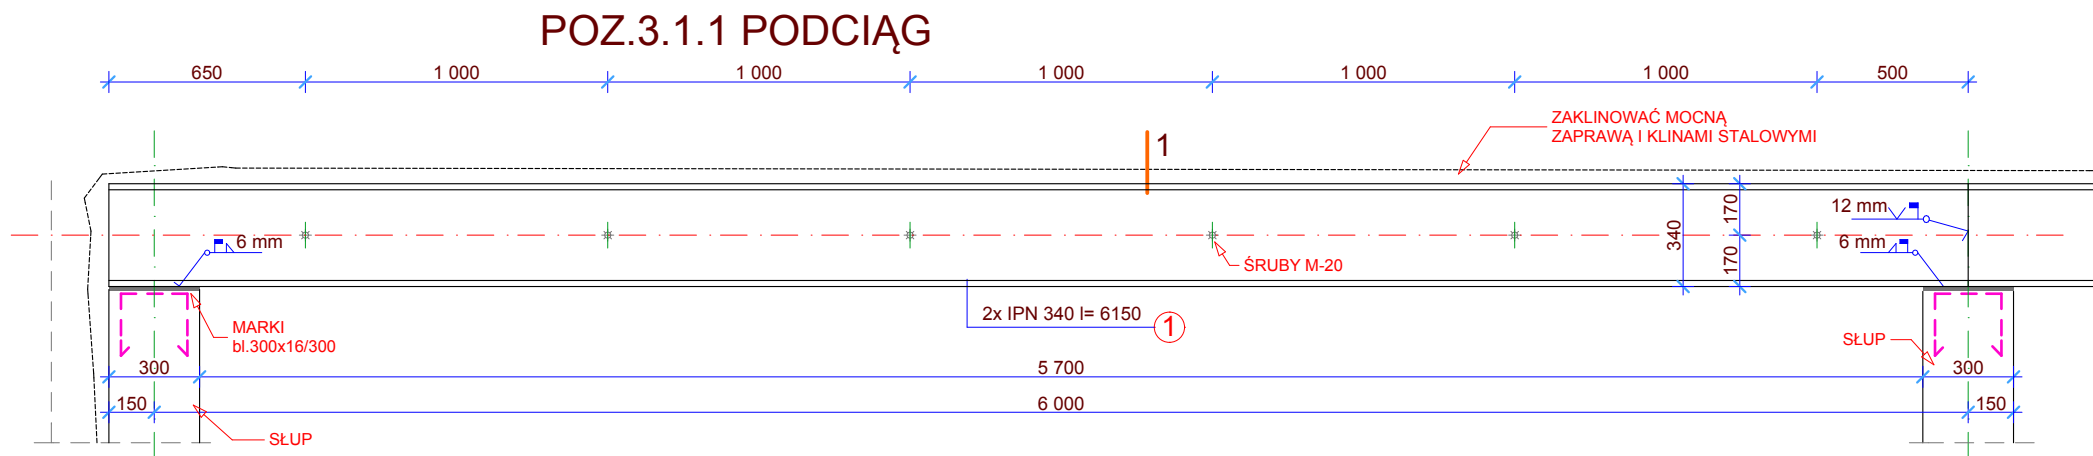 POZ.3.1.1 PODCIĄG
650
1 000
1 000
1 000
1 000
1 000
500
ZAKLINOWAĆ MOCNĄ
ZAPRAWĄ I KLINAMI STALOWYMI
1
170
12 mm
340
6 mm
6 mm
170
ŚRUBY M-20
2x IPN 340 l= 6150
1
MARKI
bl.300x16/300
SŁUP
300
5 700
300
150
6 000
150
SŁUP